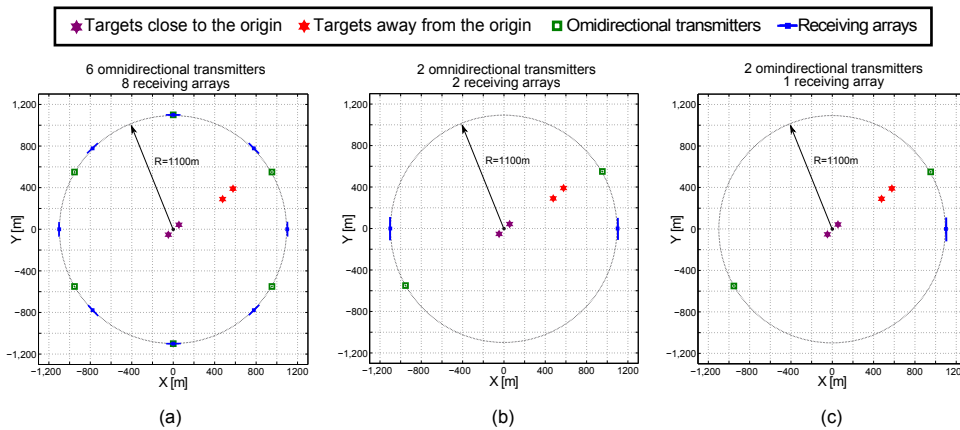 Targets close to the origin Targets away from the origin Omidirectional transmitters Receiving arrays
6 omnidirectional transmitters
8 receiving arrays
1,200
800
400
0
−400
−800
−1,200
Y [m]
R=1100m
−1,200 −800 −400 0 400 800 1200
X [m]
(a)
2 omnidirectional transmitters
2 receiving arrays
1,200
800
400
0
−400
−800
−1,200
Y [m]
R=1100m
−1,200 −800 −400 0 400 800 1200
X [m]
(b)
2 omindirectional transmitters
1 receiving array
1,200
800
400
0
−400
−800
−1,200
Y [m]
R=1100m
−1,200 −800 −400 0 400 800 1200
X [m]
(c)